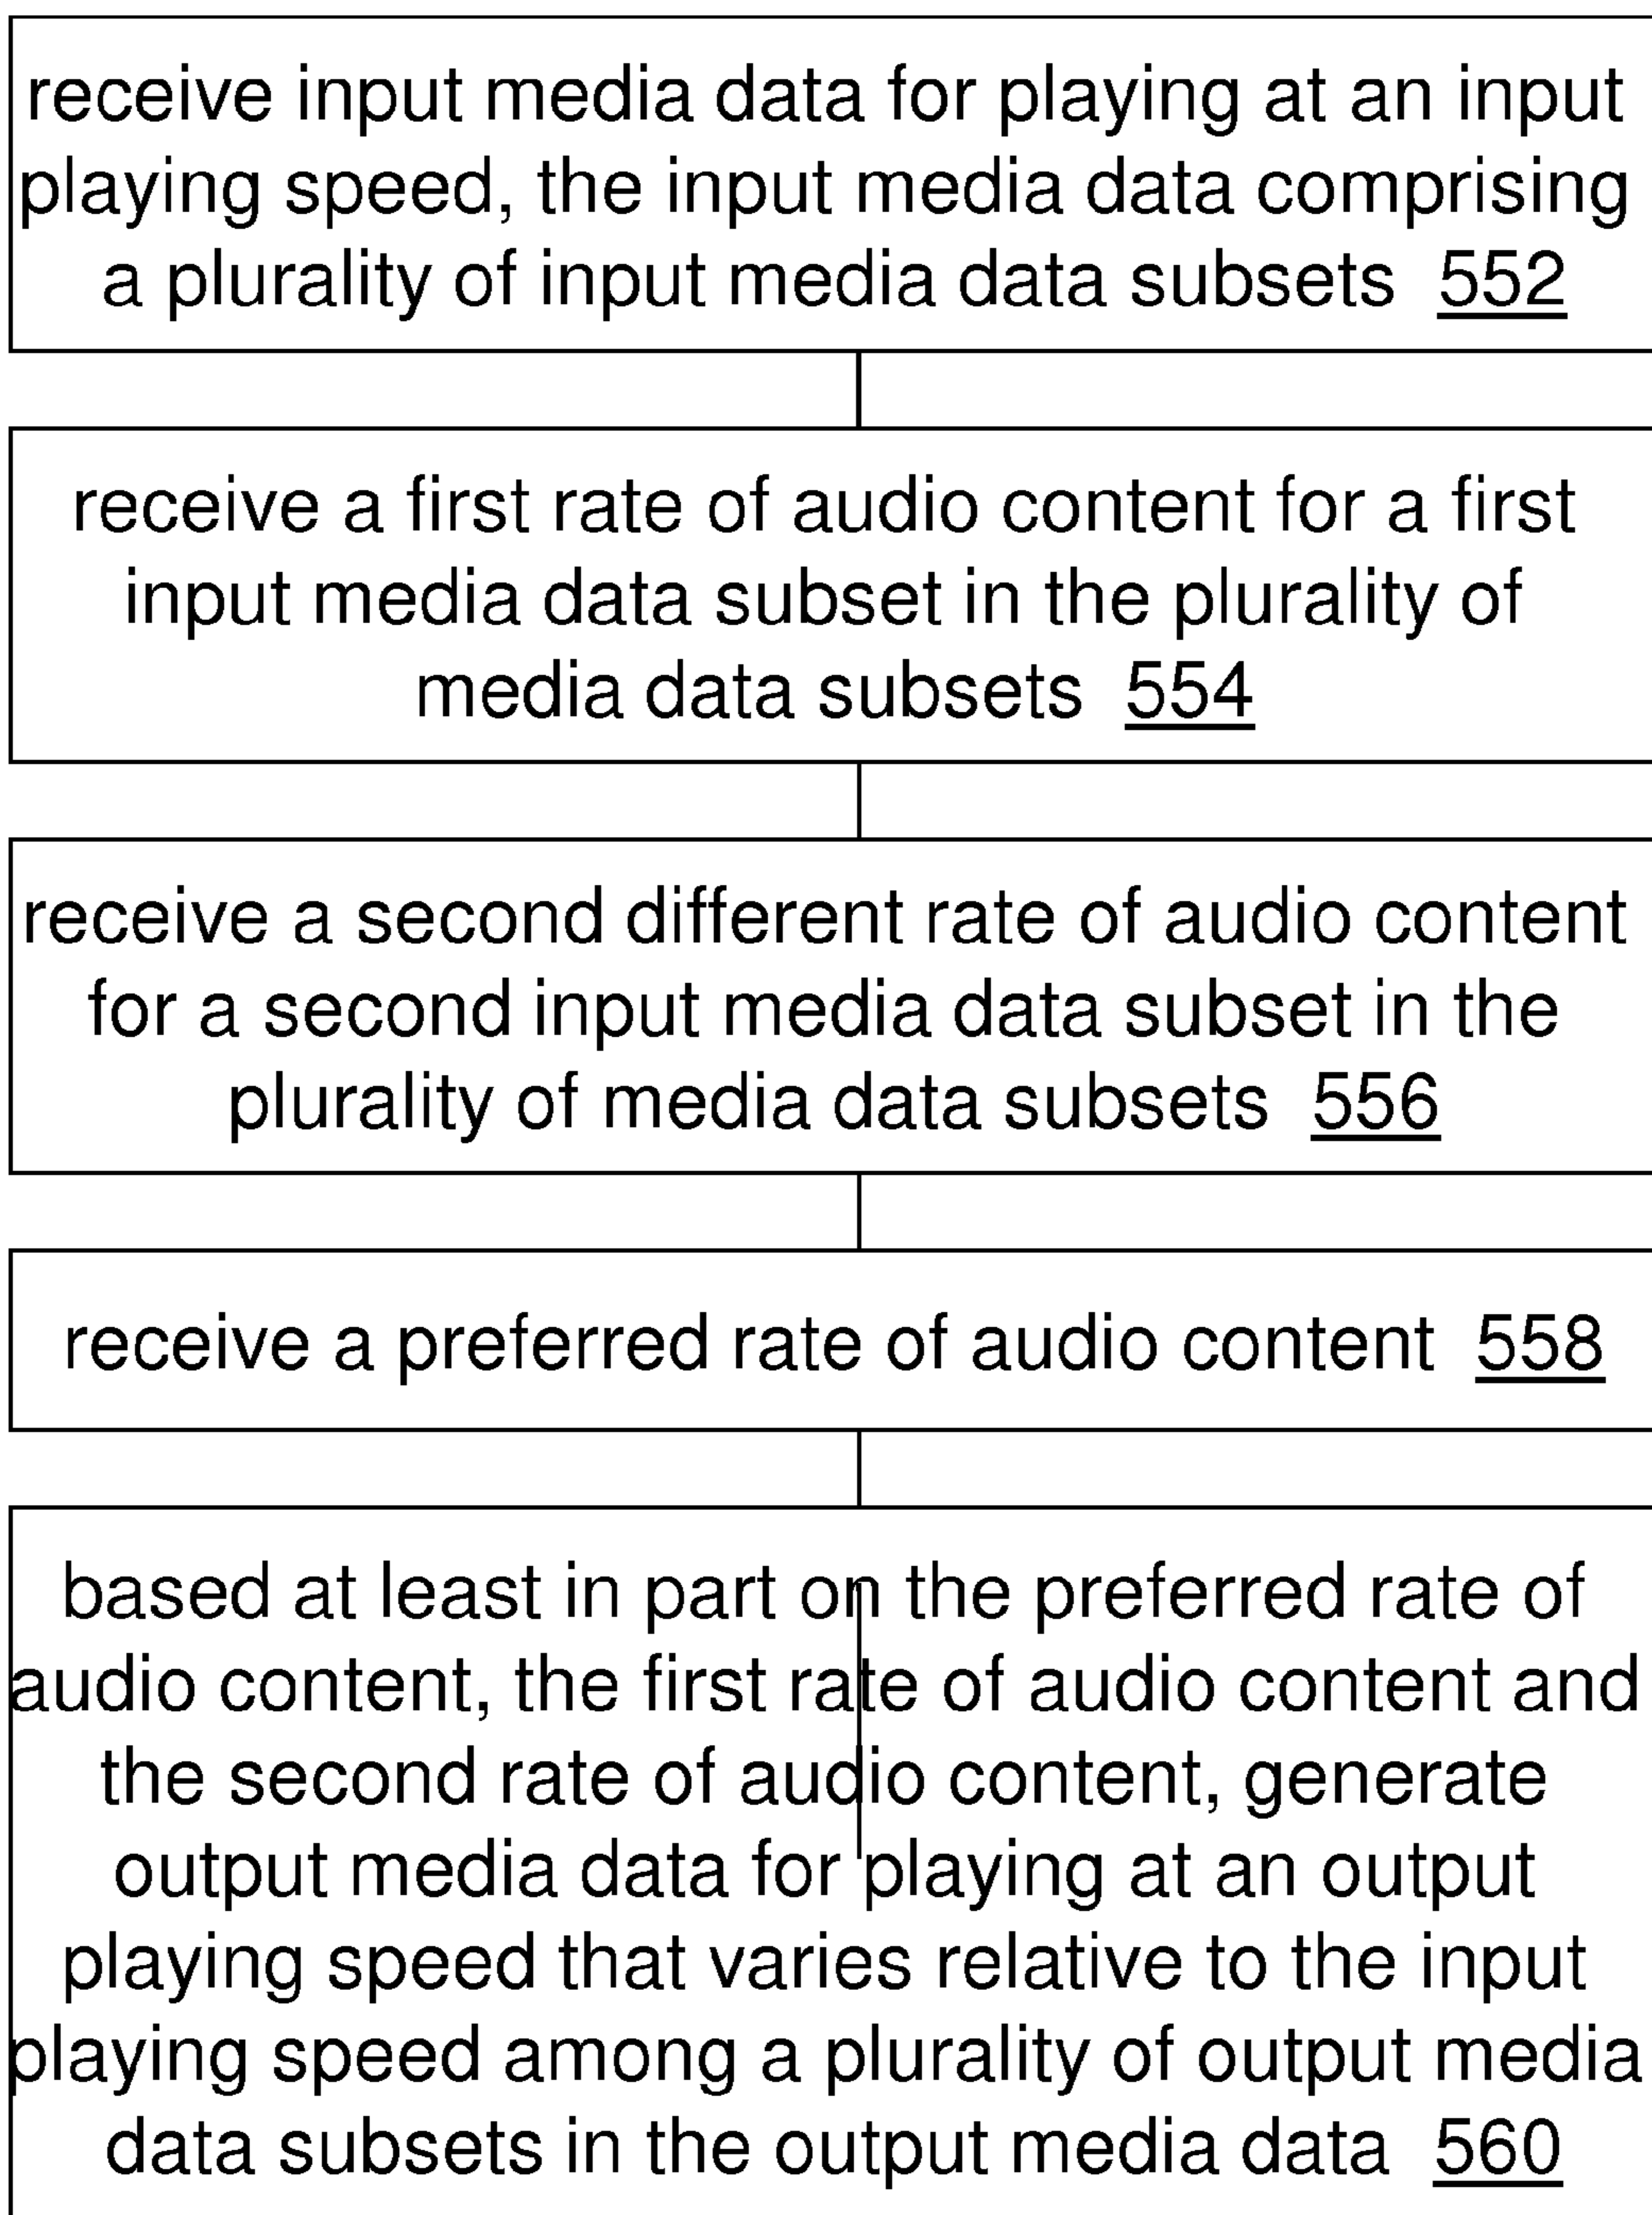 receive input media data for playing at an input
playing speed, the input media data comprising
a plurality of input media data subsets 552
receive a first rate of audio content for a first
input media data subset in the plurality of
media data subsets 554
receive a second different rate of audio content
for a second input media data subset in the
plurality of media data subsets 556
receive a preferred rate of audio content 558
based at least in part on the preferred rate of
audio content, the first rate of audio content and
the second rate of audio content, generate
output media data for playing at an output
playing speed that varies relative to the input
playing speed among a plurality of output media
data subsets in the output media data 560